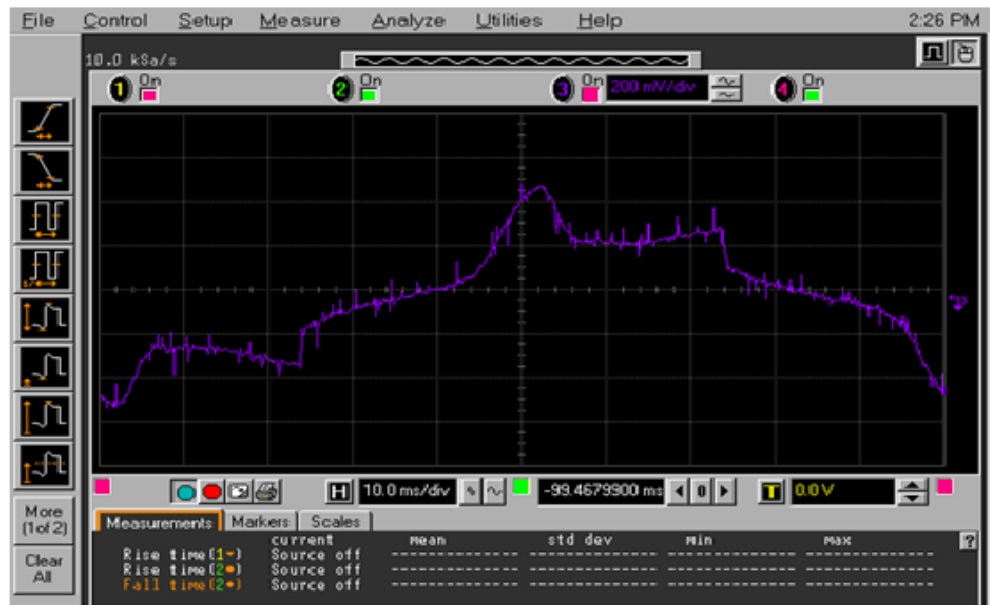 File Control Setup Measure Analyze Utilities Help 2:26 PM
10.0 kSa/s
1 On 2 On 3 On 200 mV/div 4 On
H 10.0 ms/div -99.4679900 ms 0 T 0.0 V
More
(1of 2)
Clear
All
Measurements Markers Scales
current mean std dev min max ?
Rise time(1) Source off
Rise time(2) Source off
Fall time(2) Source off